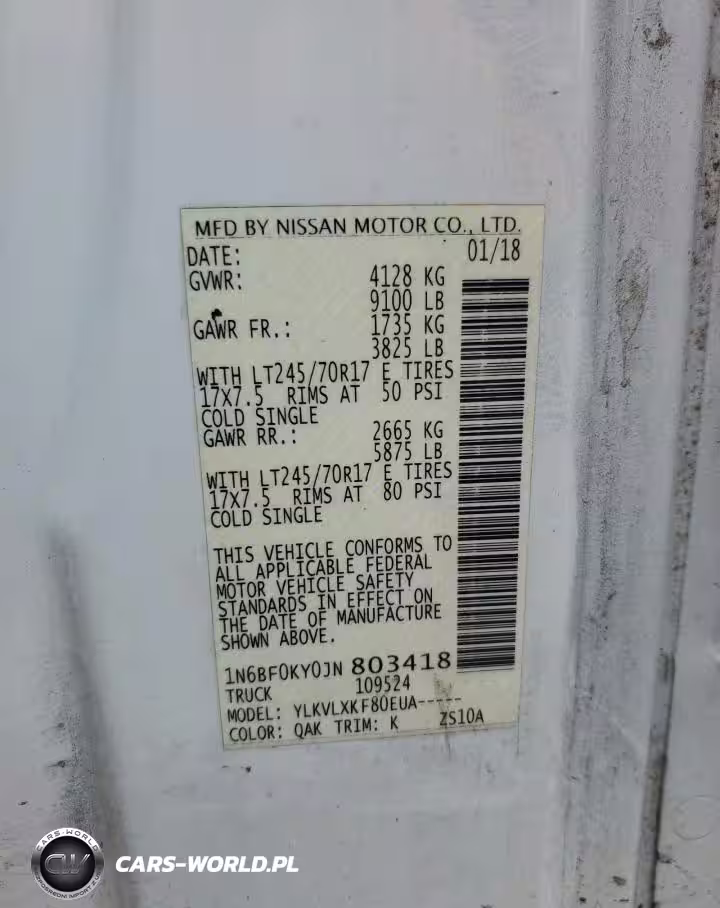 MFD BY NISSAN MOTOR CO., LTD.
DATE: 01/18
GVWR: 4128 KG
9100 LB
GAWR FR.: 1735 KG
3825 LB
WITH LT245/70R17 E TIRES
17X7.5 RIMS AT 50 PSI
COLD SINGLE
GAWR RR.: 2665 KG
5875 LB
WITH LT245/70R17 E TIRES
17X7.5 RIMS AT 80 PSI
COLD SINGLE
THIS VEHICLE CONFORMS TO
ALL APPLICABLE FEDERAL
MOTOR VEHICLE SAFETY
STANDARDS IN EFFECT ON
THE DATE OF MANUFACTURE
SHOWN ABOVE.
1N6BF0KY0JN 803418
TRUCK 109524
MODEL: YLKVLXKF80EUA-----
COLOR: QAK TRIM: K ZS10A
CARS-WORLD
CW
CARS-WORLD.PL